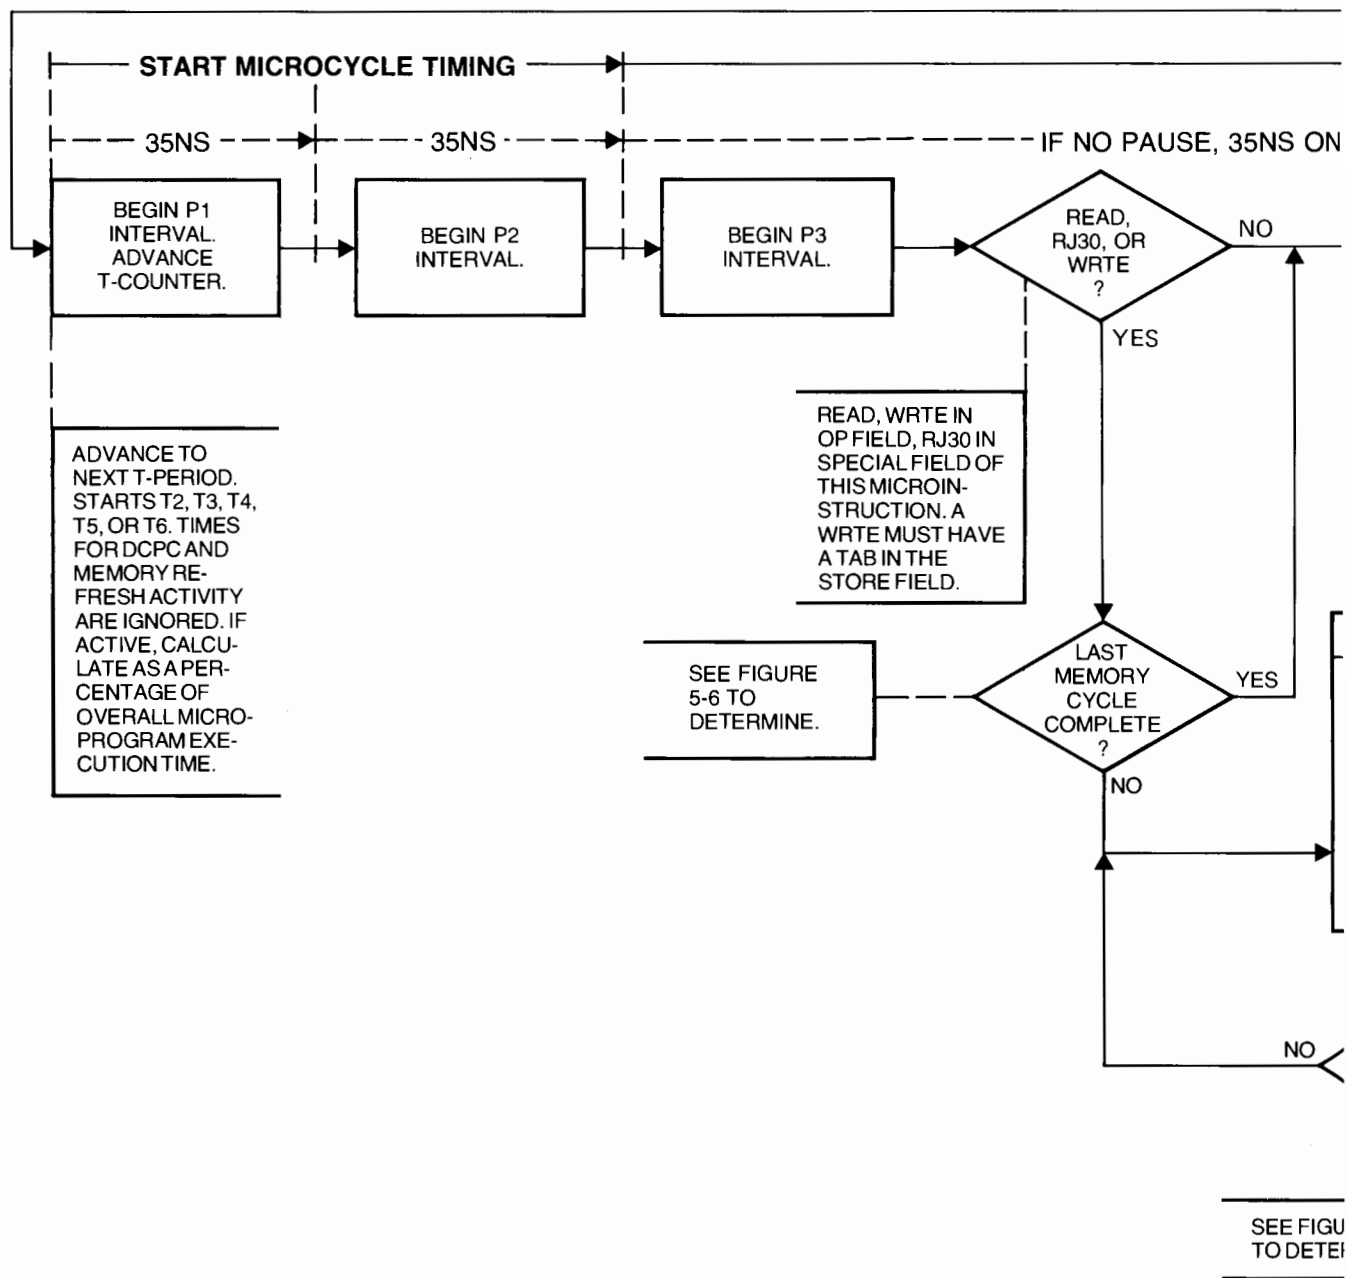 START MICROCYCLE TIMING
35NS
35NS
IF NO PAUSE, 35NS ON
BEGIN P1
INTERVAL.
ADVANCE
T-COUNTER.
BEGIN P2
INTERVAL.
BEGIN P3
INTERVAL.
READ,
RJ30, OR
WRTE
?
NO
YES
READ, WRTE IN
OP FIELD, RJ30 IN
SPECIAL FIELD OF
THIS MICROIN-
STRUCTION. A
WRTE MUST HAVE
A TAB IN THE
STORE FIELD.
ADVANCE TO
NEXT T-PERIOD.
STARTS T2, T3, T4,
T5, OR T6. TIMES
FOR DCPC AND
MEMORY RE-
FRESH ACTIVITY
ARE IGNORED. IF
ACTIVE, CALCU-
LATE AS A PER-
CENTAGE OF
OVERALL MICRO-
PROGRAM EXE-
CUTION TIME.
SEE FIGURE
5-6 TO
DETERMINE.
LAST
MEMORY
CYCLE
COMPLETE
?
YES
NO
NO
SEE FIGU
TO DETE